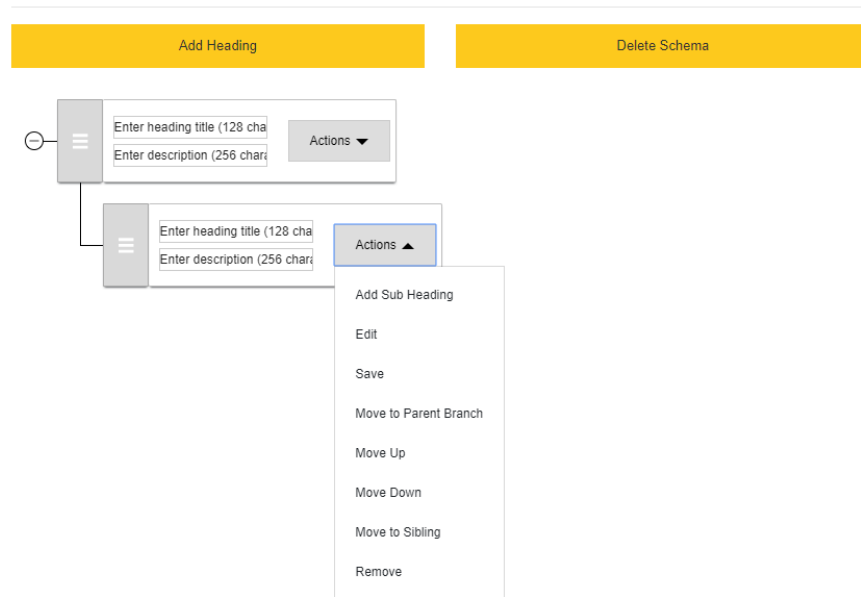 Add Heading
Delete Schema
Enter heading title (128 cha
Enter description (256 chara
Actions
Enter heading title (128 cha
Enter description (256 chara
Actions
Add Sub Heading
Edit
Save
Move to Parent Branch
Move Up
Move Down
Move to Sibling
Remove